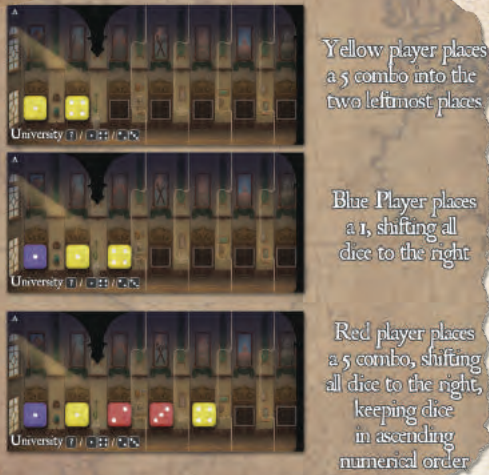 A
University ? /
Yellow player places
a 5 combo into the
two leftmost places
A
University ? /
Blue Player places
a 1, shifting all
dice to the right
A
University ? /
Red player places
a 5 combo, shifting
all dice to the right,
keeping dice
in ascending
numerical order